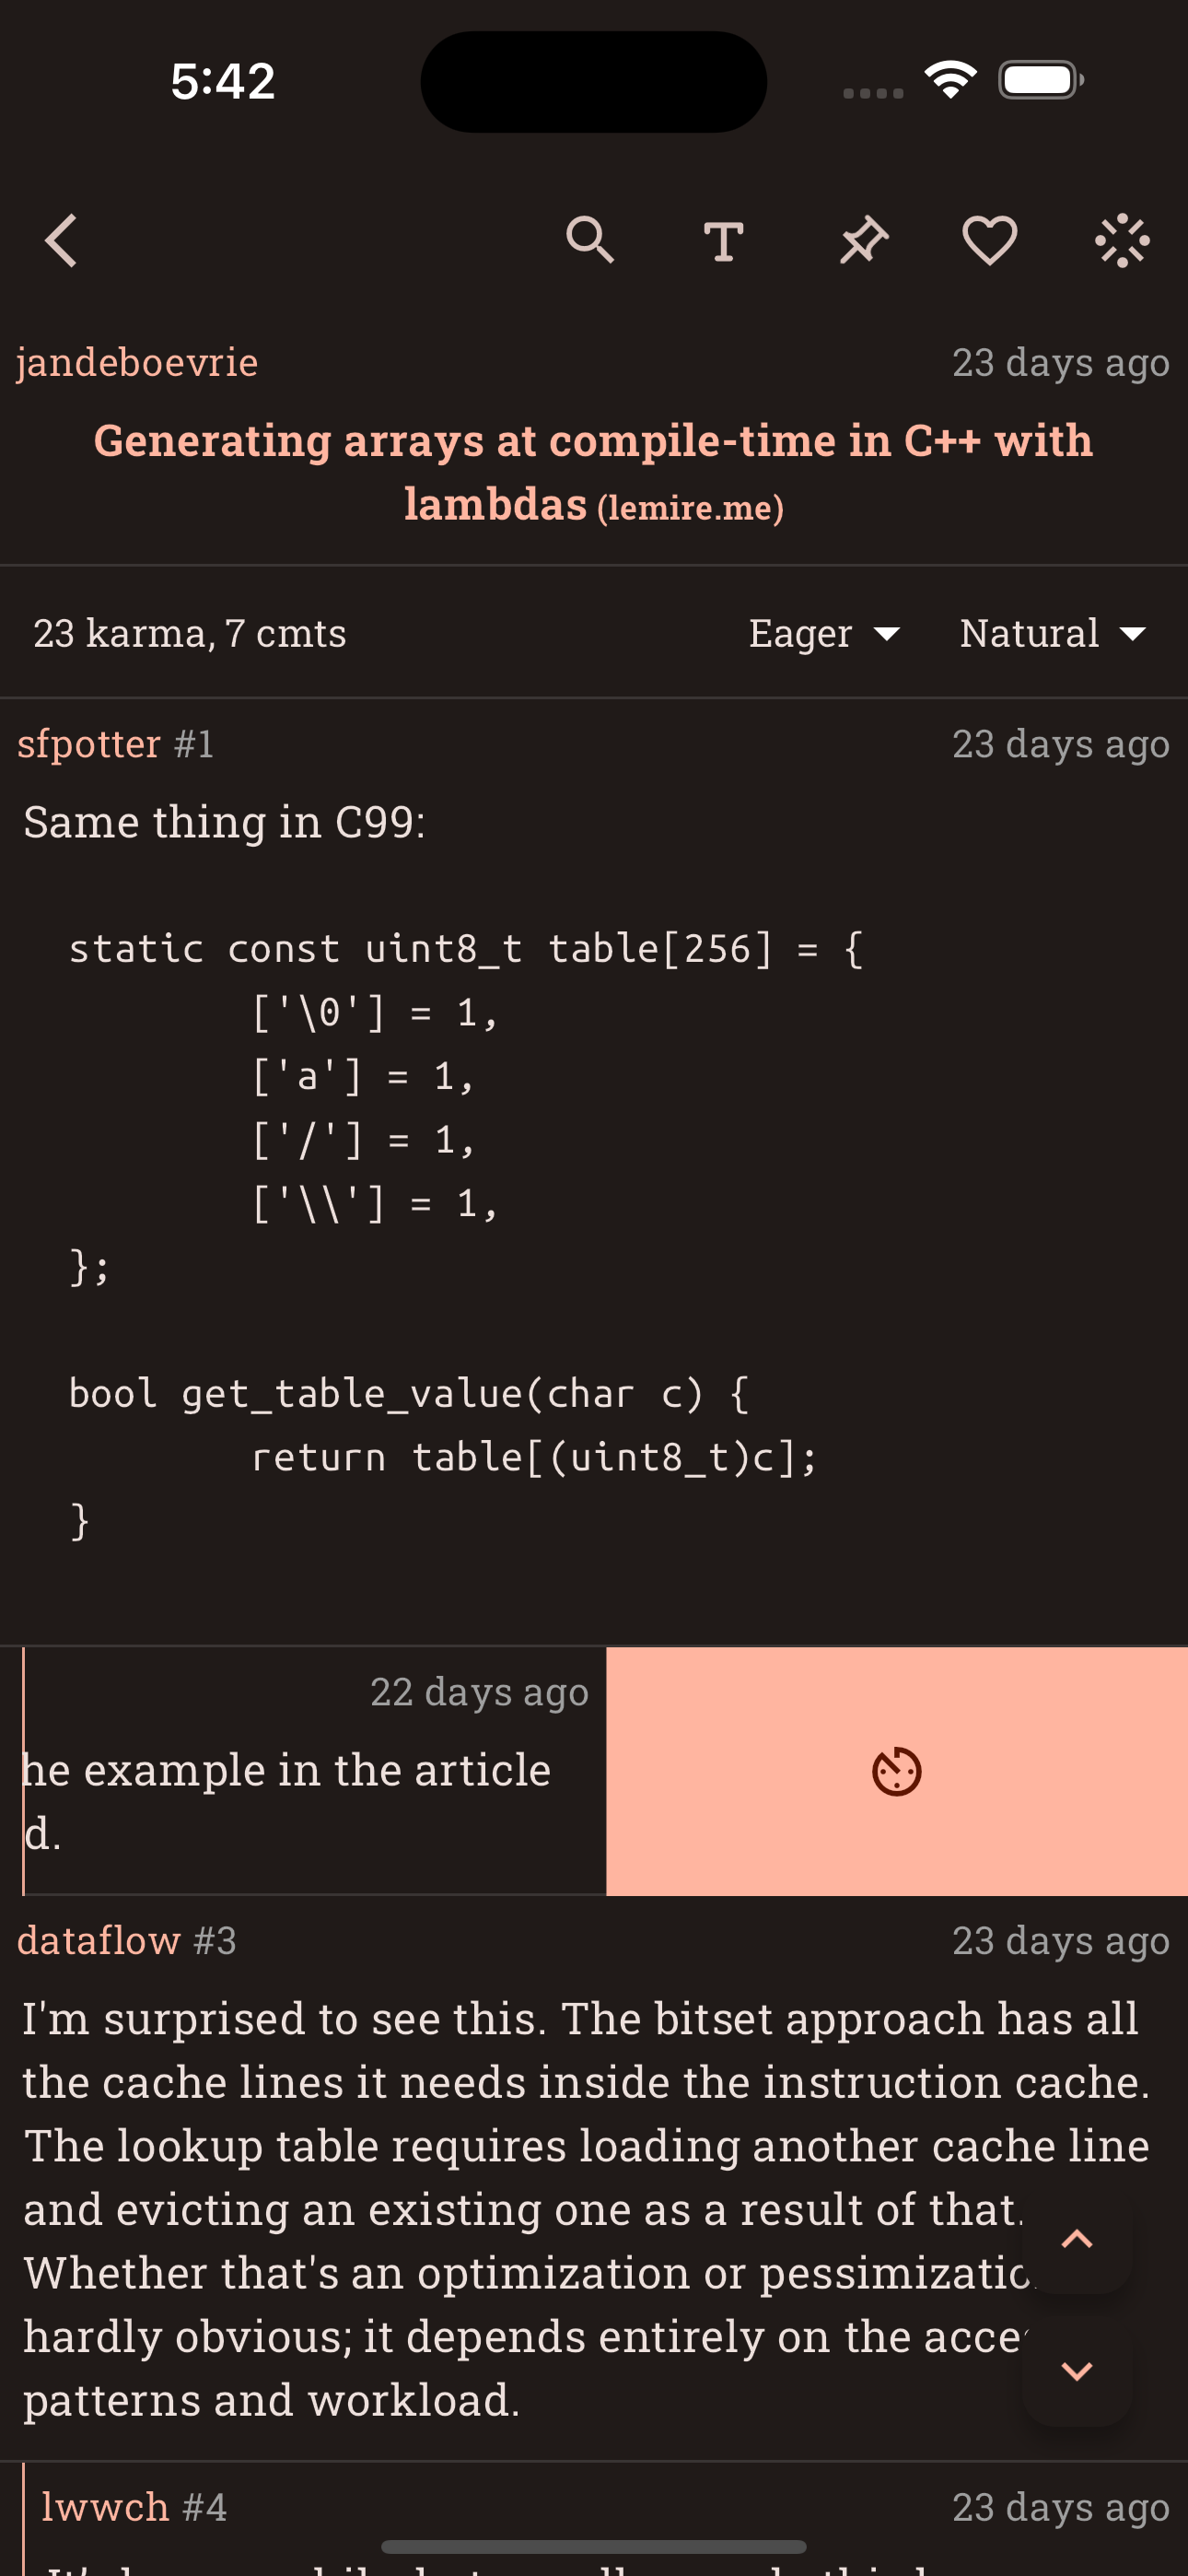 5:42
jandeboevrie 23 days ago
Generating arrays at compile-time in C++ with
lambdas (lemire.me)
23 karma, 7 cmts Eager Natural
sfpotter #1 23 days ago
Same thing in C99:
static const uint8_t table[256] = {
['\0'] = 1,
['a'] = 1,
['/'] = 1,
['\\'] = 1,
};
bool get_table_value(char c) {
return table[(uint8_t)c];
}
22 days ago
he example in the article
d.
dataflow #3 23 days ago
I'm surprised to see this. The bitset approach has all
the cache lines it needs inside the instruction cache.
The lookup table requires loading another cache line
and evicting an existing one as a result of that.
Whether that's an optimization or pessimizatio
hardly obvious; it depends entirely on the acce
patterns and workload.
lwwch #4 23 days ago